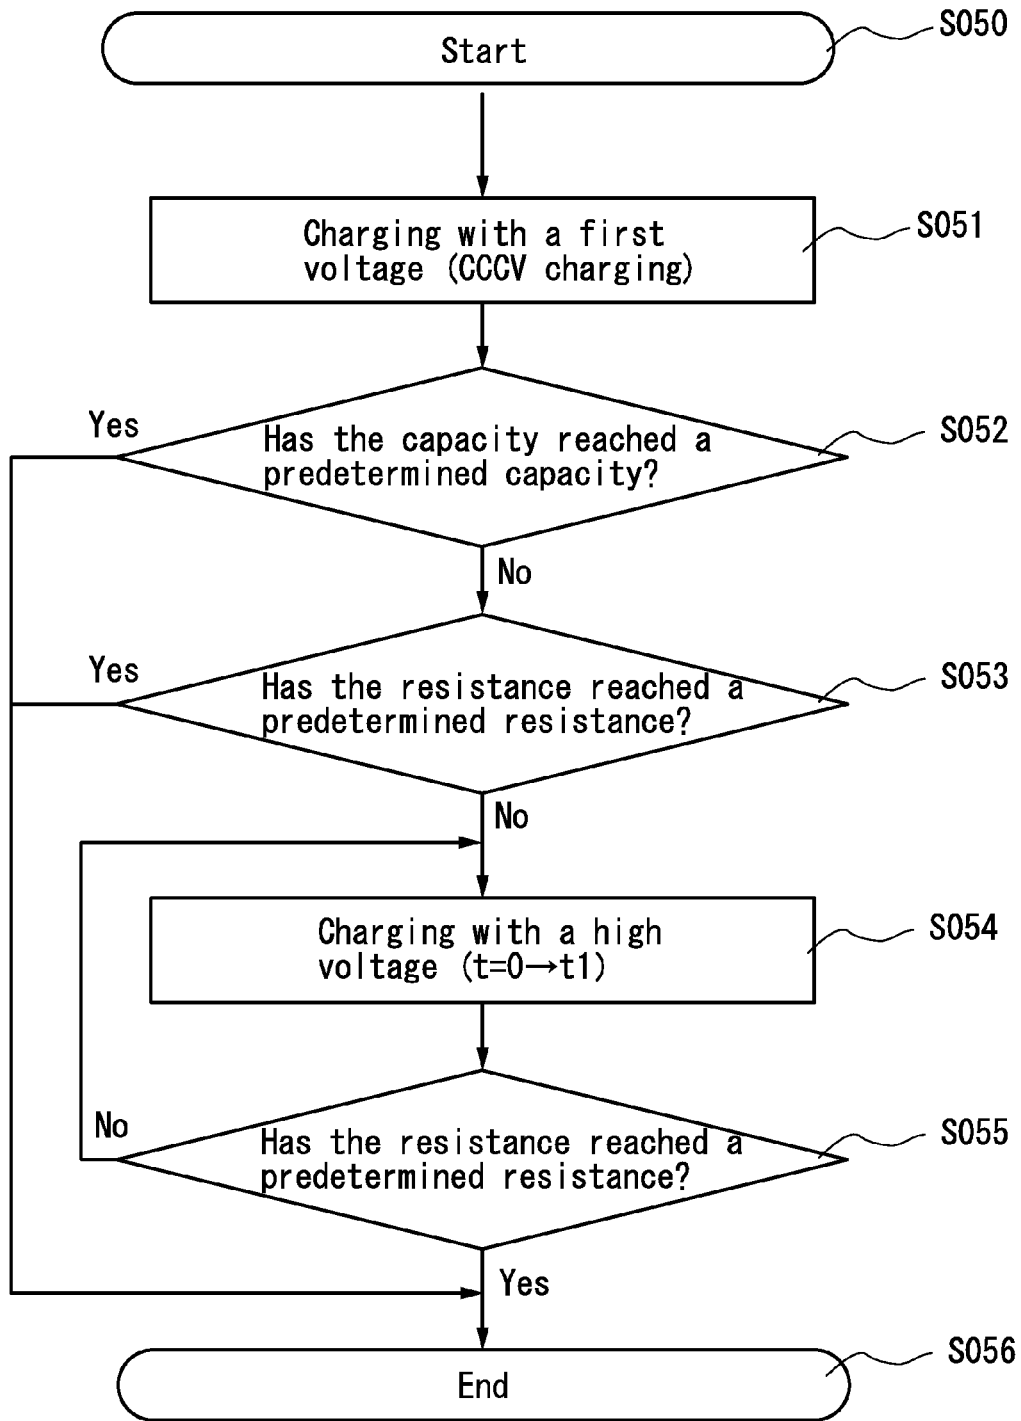 Start
S050
Charging with a first
voltage (CCCV charging)
S051
Yes
Has the capacity reached a
predetermined capacity?
S052
No
Yes
Has the resistance reached a
predetermined resistance?
S053
No
Charging with a high
voltage (t=0→t1)
S054
No
Has the resistance reached a
predetermined resistance?
S055
Yes
End
S056